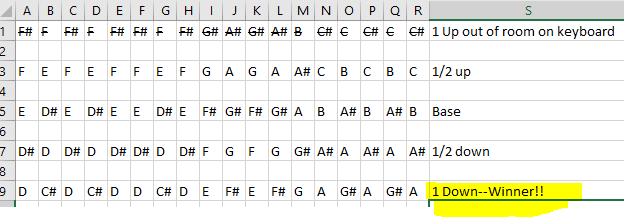 A B C D E F G H I J K L M N O P Q R S
1 F# F F# F F# F# F F# G# A# G# A# B C# C C# C C# 1 Up out of room on keyboard
2
3 F E F E F F E F G A G A A# C B C B C 1/2 up
4
5 E D# E D# E E D# E F# G# F# G# A B A# B A# B Base
6
7 D# D D# D D# D# D D# F G F G G# A# A A# A A# 1/2 down
8
9 D C# D C# D D C# D E F# E F# G A G# A G# A 1 Down--Winner!!